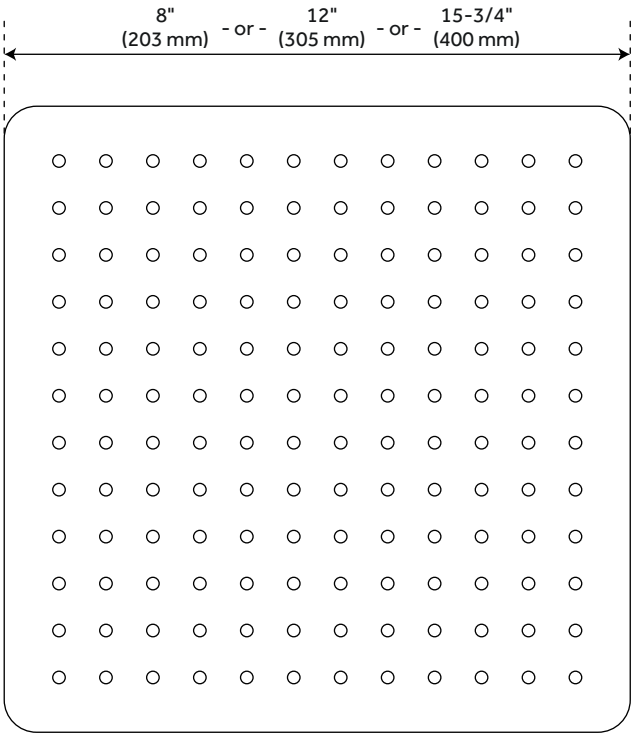 8" - or - 12" - or - 15-3/4"
(203 mm) (305 mm) (400 mm)